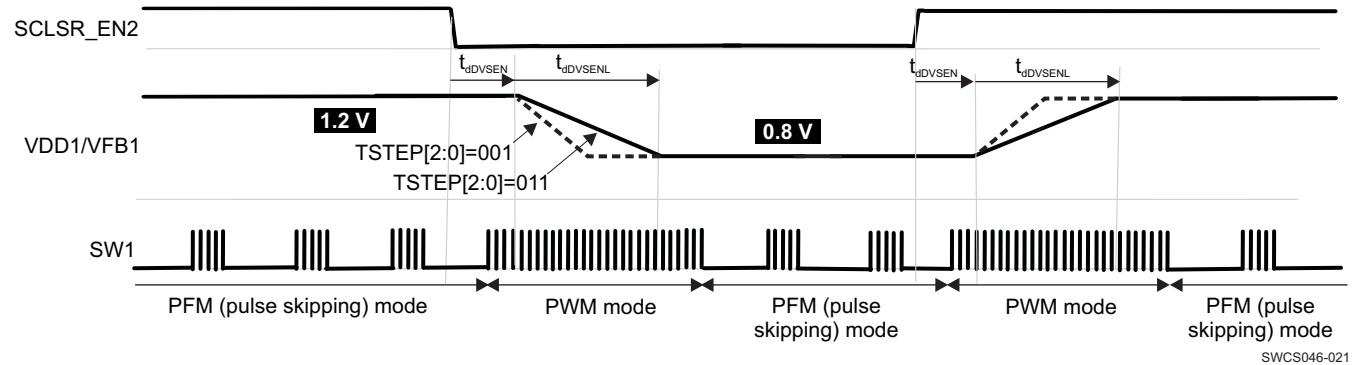 SCLSR_EN2
tdDVSEN
tdDVSENL
tdDVSEN
tdDVSENL
1.2 V
0.8 V
VDD1/VFB1
TSTEP[2:0]=001
TSTEP[2:0]=011
SW1
PFM (pulse skipping) mode
PWM mode
PFM (pulse
skipping) mode
PWM mode
PFM (pulse
skipping) mode
SWCS046-021